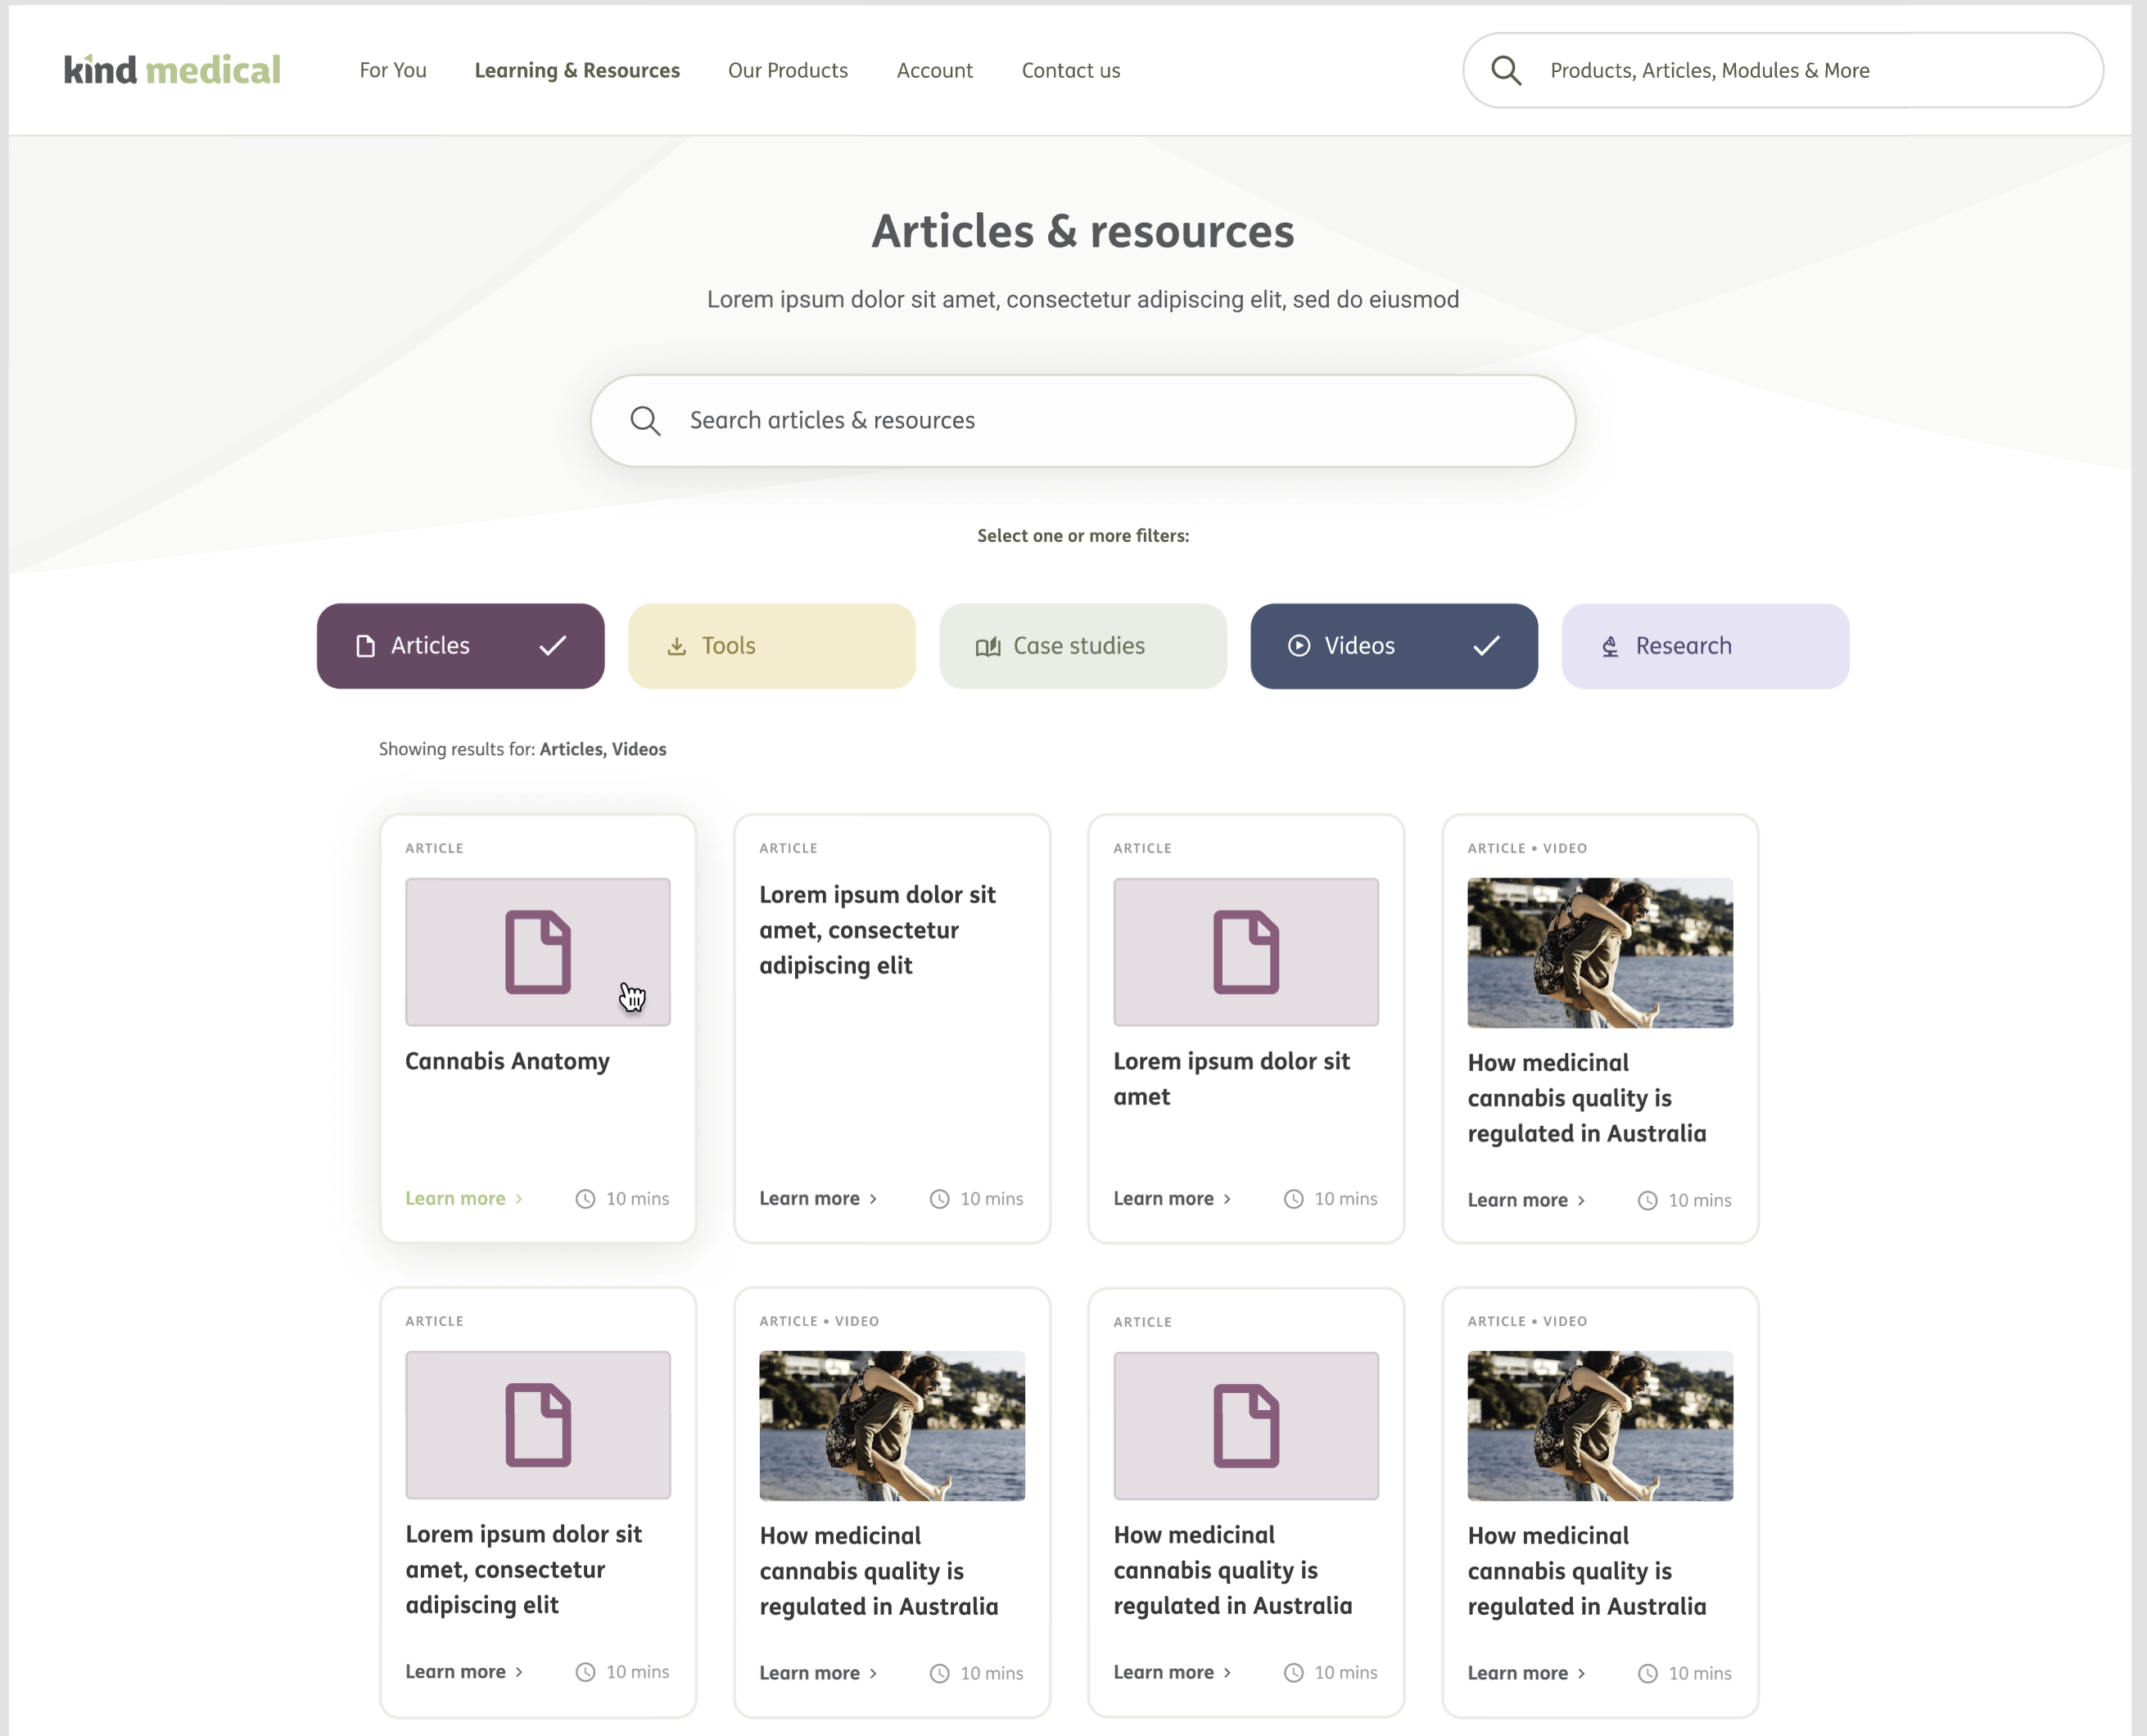 kind medical
For You
Learning & Resources
Our Products
Account
Contact us
Products, Articles, Modules & More
Articles & resources
Lorem ipsum dolor sit amet, consectetur adipiscing elit, sed do eiusmod
Search articles & resources
Select one or more filters:
Articles
Tools
Case studies
Videos
Research
Showing results for: Articles, Videos
ARTICLE
Cannabis Anatomy
Learn more
10 mins
ARTICLE
Lorem ipsum dolor sit
amet, consectetur
adipiscing elit
Learn more
10 mins
ARTICLE
Lorem ipsum dolor sit
amet
Learn more
10 mins
ARTICLE • VIDEO
How medicinal
cannabis quality is
regulated in Australia
Learn more
10 mins
ARTICLE
Lorem ipsum dolor sit
amet, consectetur
adipiscing elit
Learn more
10 mins
ARTICLE • VIDEO
How medicinal
cannabis quality is
regulated in Australia
Learn more
10 mins
ARTICLE
How medicinal
cannabis quality is
regulated in Australia
Learn more
10 mins
ARTICLE • VIDEO
How medicinal
cannabis quality is
regulated in Australia
Learn more
10 mins